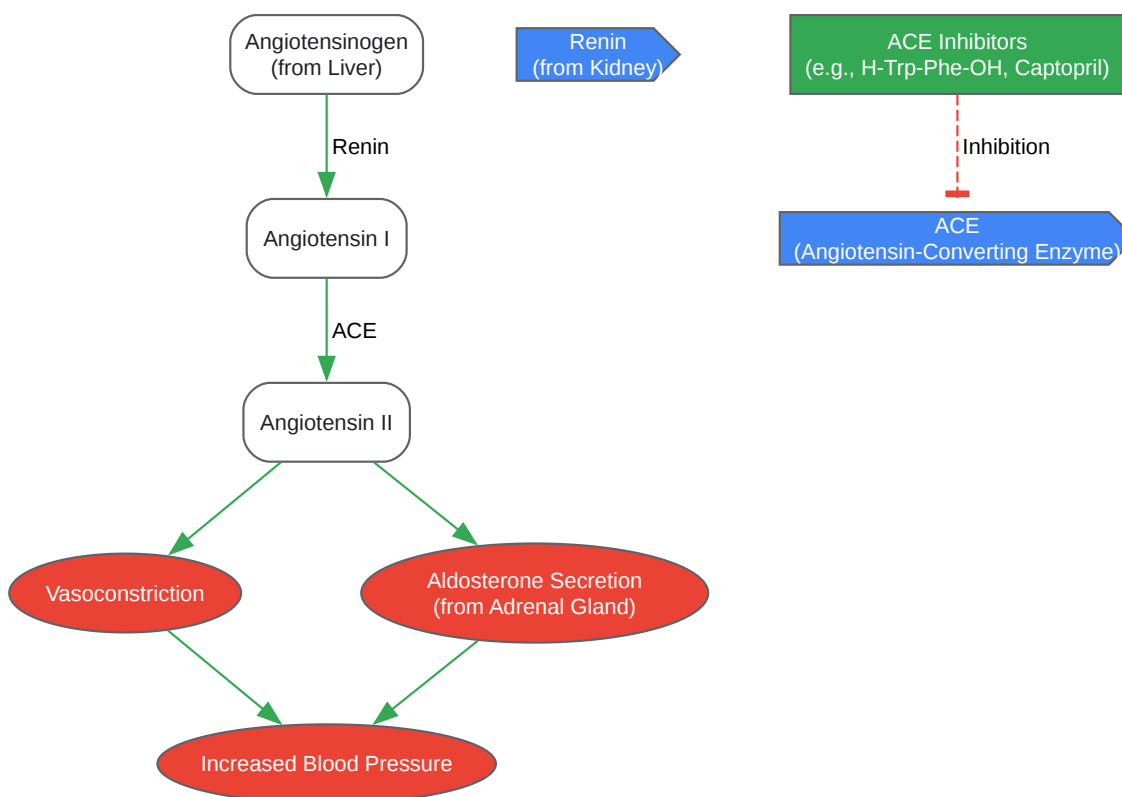 Angiotensinogen
(from Liver)
Renin
(from Kidney)
ACE Inhibitors
(e.g., H-Trp-Phe-OH, Captopril)
Renin
Inhibition
Angiotensin I
ACE
(Angiotensin-Converting Enzyme)
ACE
Angiotensin II
Vasoconstriction
Aldosterone Secretion
(from Adrenal Gland)
Increased Blood Pressure